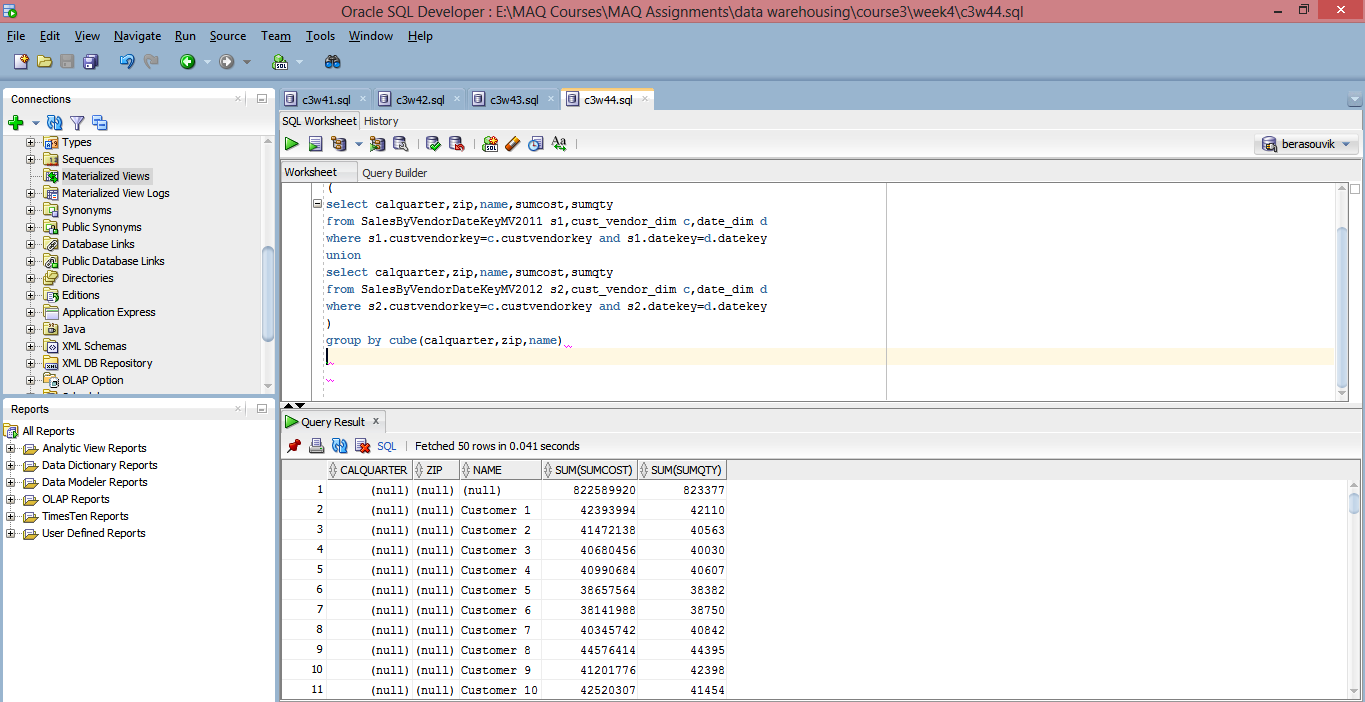 Oracle SQL Developer : E:\MAQ Courses\MAQ Assignments\data warehousing\course3\week4\c3w44.sql
File Edit View Navigate Run Source Team Tools Window Help
Connections
Types
Sequences
Materialized Views
Materialized View Logs
Synonyms
Public Synonyms
Database Links
Public Database Links
Directories
Editions
Application Express
Java
XML Schemas
XML DB Repository
OLAP Option
Reports
All Reports
Analytic View Reports
Data Dictionary Reports
Data Modeler Reports
OLAP Reports
TimesTen Reports
User Defined Reports
c3w41.sql c3w42.sql c3w43.sql c3w44.sql
SQL Worksheet History
berasouvik
Worksheet Query Builder
(
select calquarter,zip,name,sumcost,sumqty
from SalesByVendorDateKeyMV2011 s1,cust_vendor_dim c,date_dim d
where s1.custvendorkey=c.custvendorkey and s1.datekey=d.datekey
union
select calquarter,zip,name,sumcost,sumqty
from SalesByVendorDateKeyMV2012 s2,cust_vendor_dim c,date_dim d
where s2.custvendorkey=c.custvendorkey and s2.datekey=d.datekey
)
group by cube(calquarter,zip,name)
Query Result
SQL | Fetched 50 rows in 0.041 seconds
CALQUARTER ZIP NAME SUM(SUMCOST) SUM(SUMQTY)
1 (null) (null) (null) 822589920 823377
2 (null) (null) Customer 1 42393994 42110
3 (null) (null) Customer 2 41472138 40563
4 (null) (null) Customer 3 40680456 40030
5 (null) (null) Customer 4 40990684 40607
6 (null) (null) Customer 5 38657564 38382
7 (null) (null) Customer 6 38141988 38750
8 (null) (null) Customer 7 40345742 40842
9 (null) (null) Customer 8 44576414 44395
10 (null) (null) Customer 9 41201776 42398
11 (null) (null) Customer 10 42520307 41454